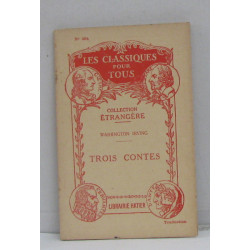 LES CLASSIQUES
POUR
TOUS
COLLECTION
ÉTRANGÈRE
WASHINGTON IRVING
TROIS CONTES
LIBRAIRIE HATIER